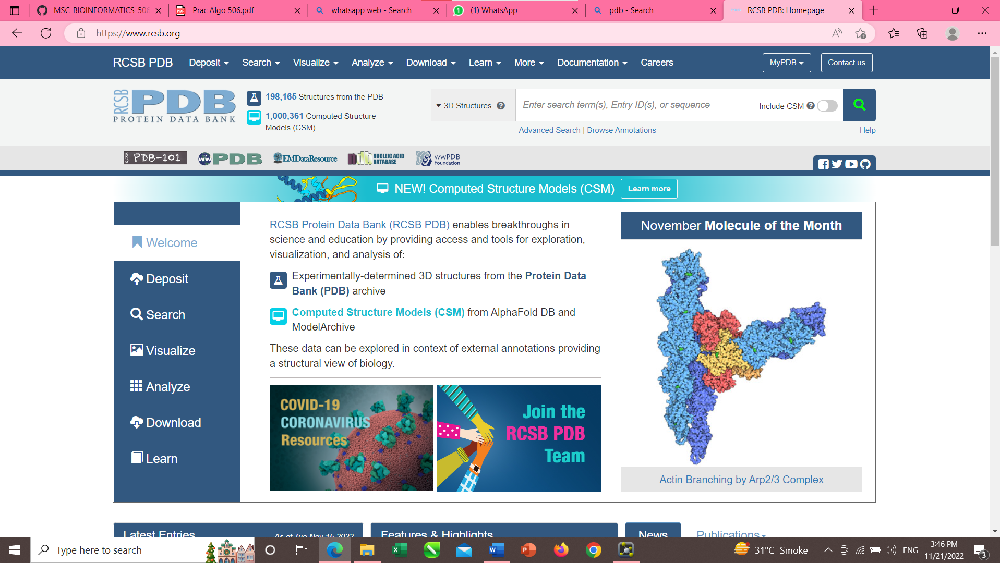 MSC_BIOINFORMATICS_506
Prac Algo 506.pdf
whatsapp web - Search
(1) WhatsApp
pdb - Search
RCSB PDB: Homepage
https://www.rcsb.org
RCSB PDB
Deposit
Search
Visualize
Analyze
Download
Learn
More
Documentation
Careers
MyPDB
Contact us
RCSB PDB
PROTEIN DATA BANK
198,165 Structures from the PDB
1,000,361 Computed Structure
Models (CSM)
3D Structures
Enter search term(s), Entry ID(s), or sequence
Include CSM
Advanced Search | Browse Annotations
Help
RCSB PDB-101
wwPDB
EMDataResource
ndb NUCLEIC ACID
DATABASE
wwPDB
Foundation
NEW! Computed Structure Models (CSM)
Learn more
Welcome
Deposit
Search
Visualize
Analyze
Download
Learn
RCSB Protein Data Bank (RCSB PDB) enables breakthroughs in
science and education by providing access and tools for exploration,
visualization, and analysis of:
Experimentally-determined 3D structures from the Protein Data
Bank (PDB) archive
Computed Structure Models (CSM) from AlphaFold DB and
ModelArchive
These data can be explored in context of external annotations providing
a structural view of biology.
COVID-19
CORONAVIRUS
Resources
Join the
RCSB PDB
Team
November Molecule of the Month
Actin Branching by Arp2/3 Complex
Latest Entries
As of Tue Nov 15 2022
Features & Highlights
News
Publications
Type here to search
31°C Smoke
ENG
3:46 PM
11/21/2022
3